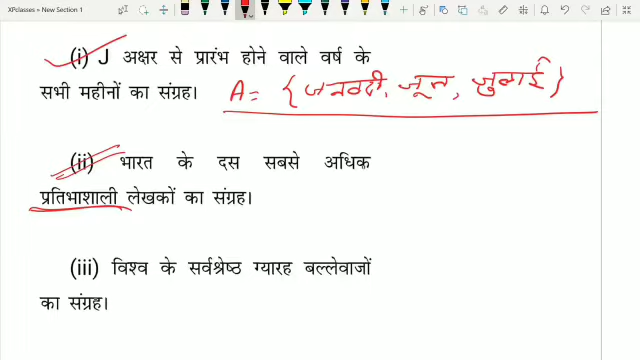 XPclasses » New Section 1
(i) J अक्षर से प्रारंभ होने वाले वर्ष के
सभी महीनों का संग्रह। A = {जनवरी, जून, जुलाई}
(ii) भारत के दस सबसे अधिक
प्रतिभाशाली लेखकों का संग्रह।
(iii) विश्व के सर्वश्रेष्ठ ग्यारह बल्लेवाजों
का संग्रह।